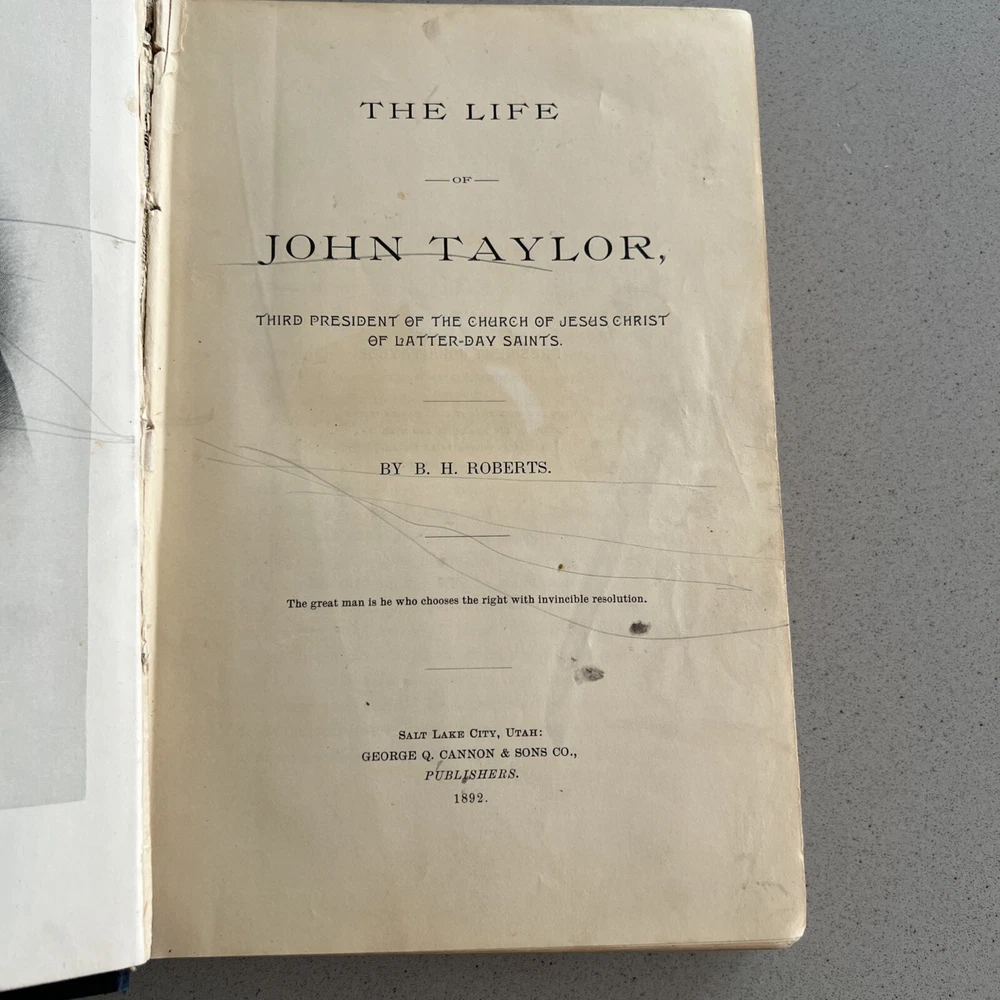 THE LIFE
OF
JOHN TAYLOR,
THIRD PRESIDENT OF THE CHURCH OF JESUS CHRIST
OF LATTER-DAY SAINTS.
BY B. H. ROBERTS.
The great man is he who chooses the right with invincible resolution.
SALT LAKE CITY, UTAH:
GEORGE Q. CANNON & SONS CO.,
PUBLISHERS.
1892.